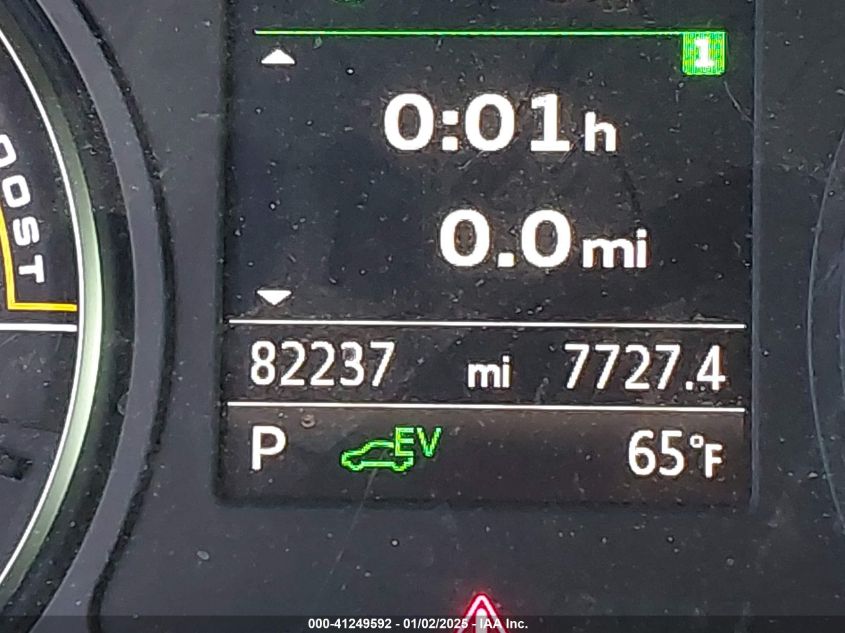 1
0:01 h
0.0 mi
OOST
82237 mi 7727.4
P EV 65°F
000-41249592 - 01/02/2025 - IAA Inc.